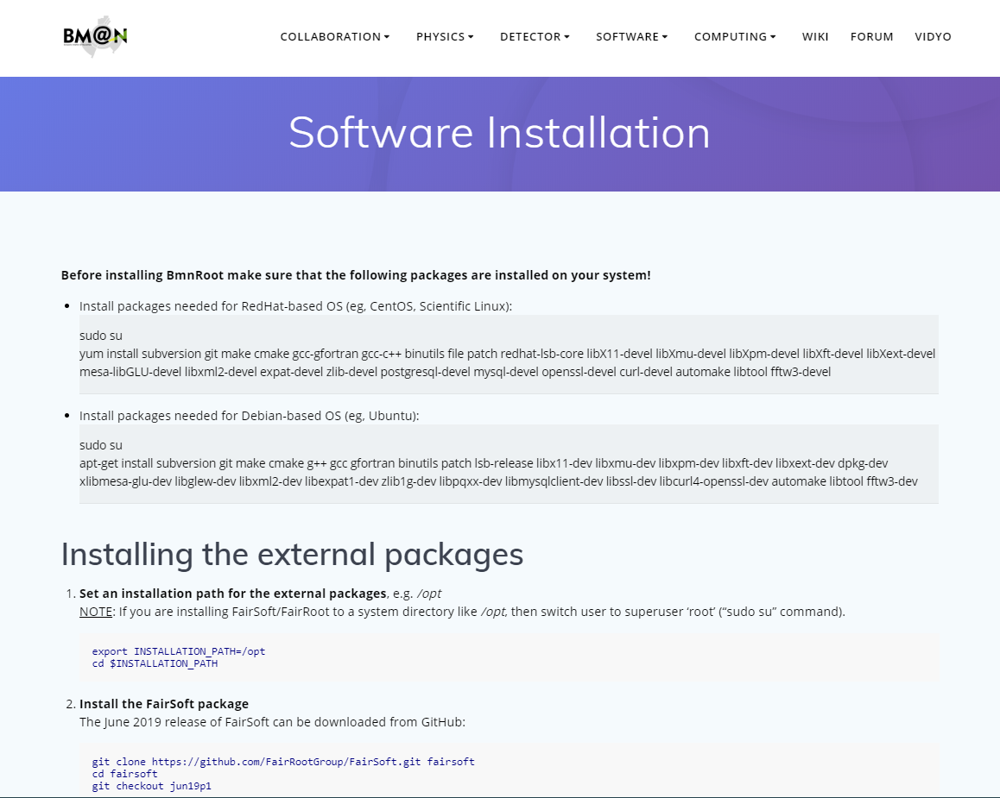 BM@N
COLLABORATION PHYSICS DETECTOR SOFTWARE COMPUTING WIKI FORUM VIDYO
Software Installation
Before installing BmnRoot make sure that the following packages are installed on your system!
• Install packages needed for RedHat-based OS (eg, CentOS, Scientific Linux):
sudo su
yum install subversion git make cmake gcc-gfortran gcc-c++ binutils file patch redhat-lsb-core libX11-devel libXmu-devel libXpm-devel libXft-devel libXext-devel
mesa-libGLU-devel libxml2-devel expat-devel zlib-devel postgresql-devel mysql-devel openssl-devel curl-devel automake libtool fftw3-devel
• Install packages needed for Debian-based OS (eg, Ubuntu):
sudo su
apt-get install subversion git make cmake g++ gcc gfortran binutils patch lsb-release libx11-dev libxmu-dev libxpm-dev libxft-dev libxext-dev dpkg-dev
xlibmesa-glu-dev libglew-dev libxml2-dev libexpat1-dev zlib1g-dev libpqxx-dev libmysqlclient-dev libssl-dev libcurl4-openssl-dev automake libtool fftw3-dev
Installing the external packages
1. Set an installation path for the external packages, e.g. /opt
NOTE: If you are installing FairSoft/FairRoot to a system directory like /opt, then switch user to superuser ‘root’ (“sudo su” command).
export INSTALLATION_PATH=/opt
cd $INSTALLATION_PATH
2. Install the FairSoft package
The June 2019 release of FairSoft can be downloaded from GitHub:
git clone https://github.com/FairRootGroup/FairSoft.git fairsoft
cd fairsoft
git checkout jun19p1